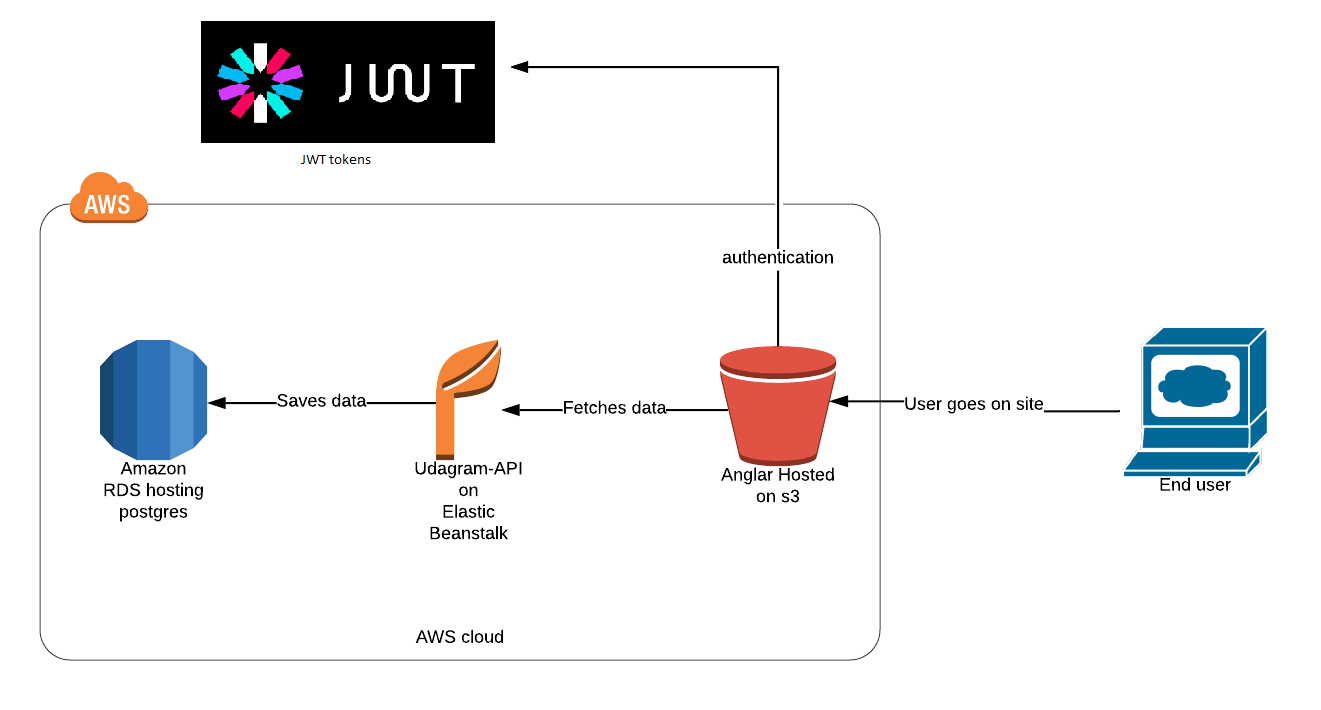 JWT
JWT tokens
AWS
authentication
Saves data
Fetches data
User goes on site
Amazon
RDS hosting
postgres
Udagram-API
on
Elastic
Beanstalk
Anglar Hosted
on s3
End user
AWS cloud